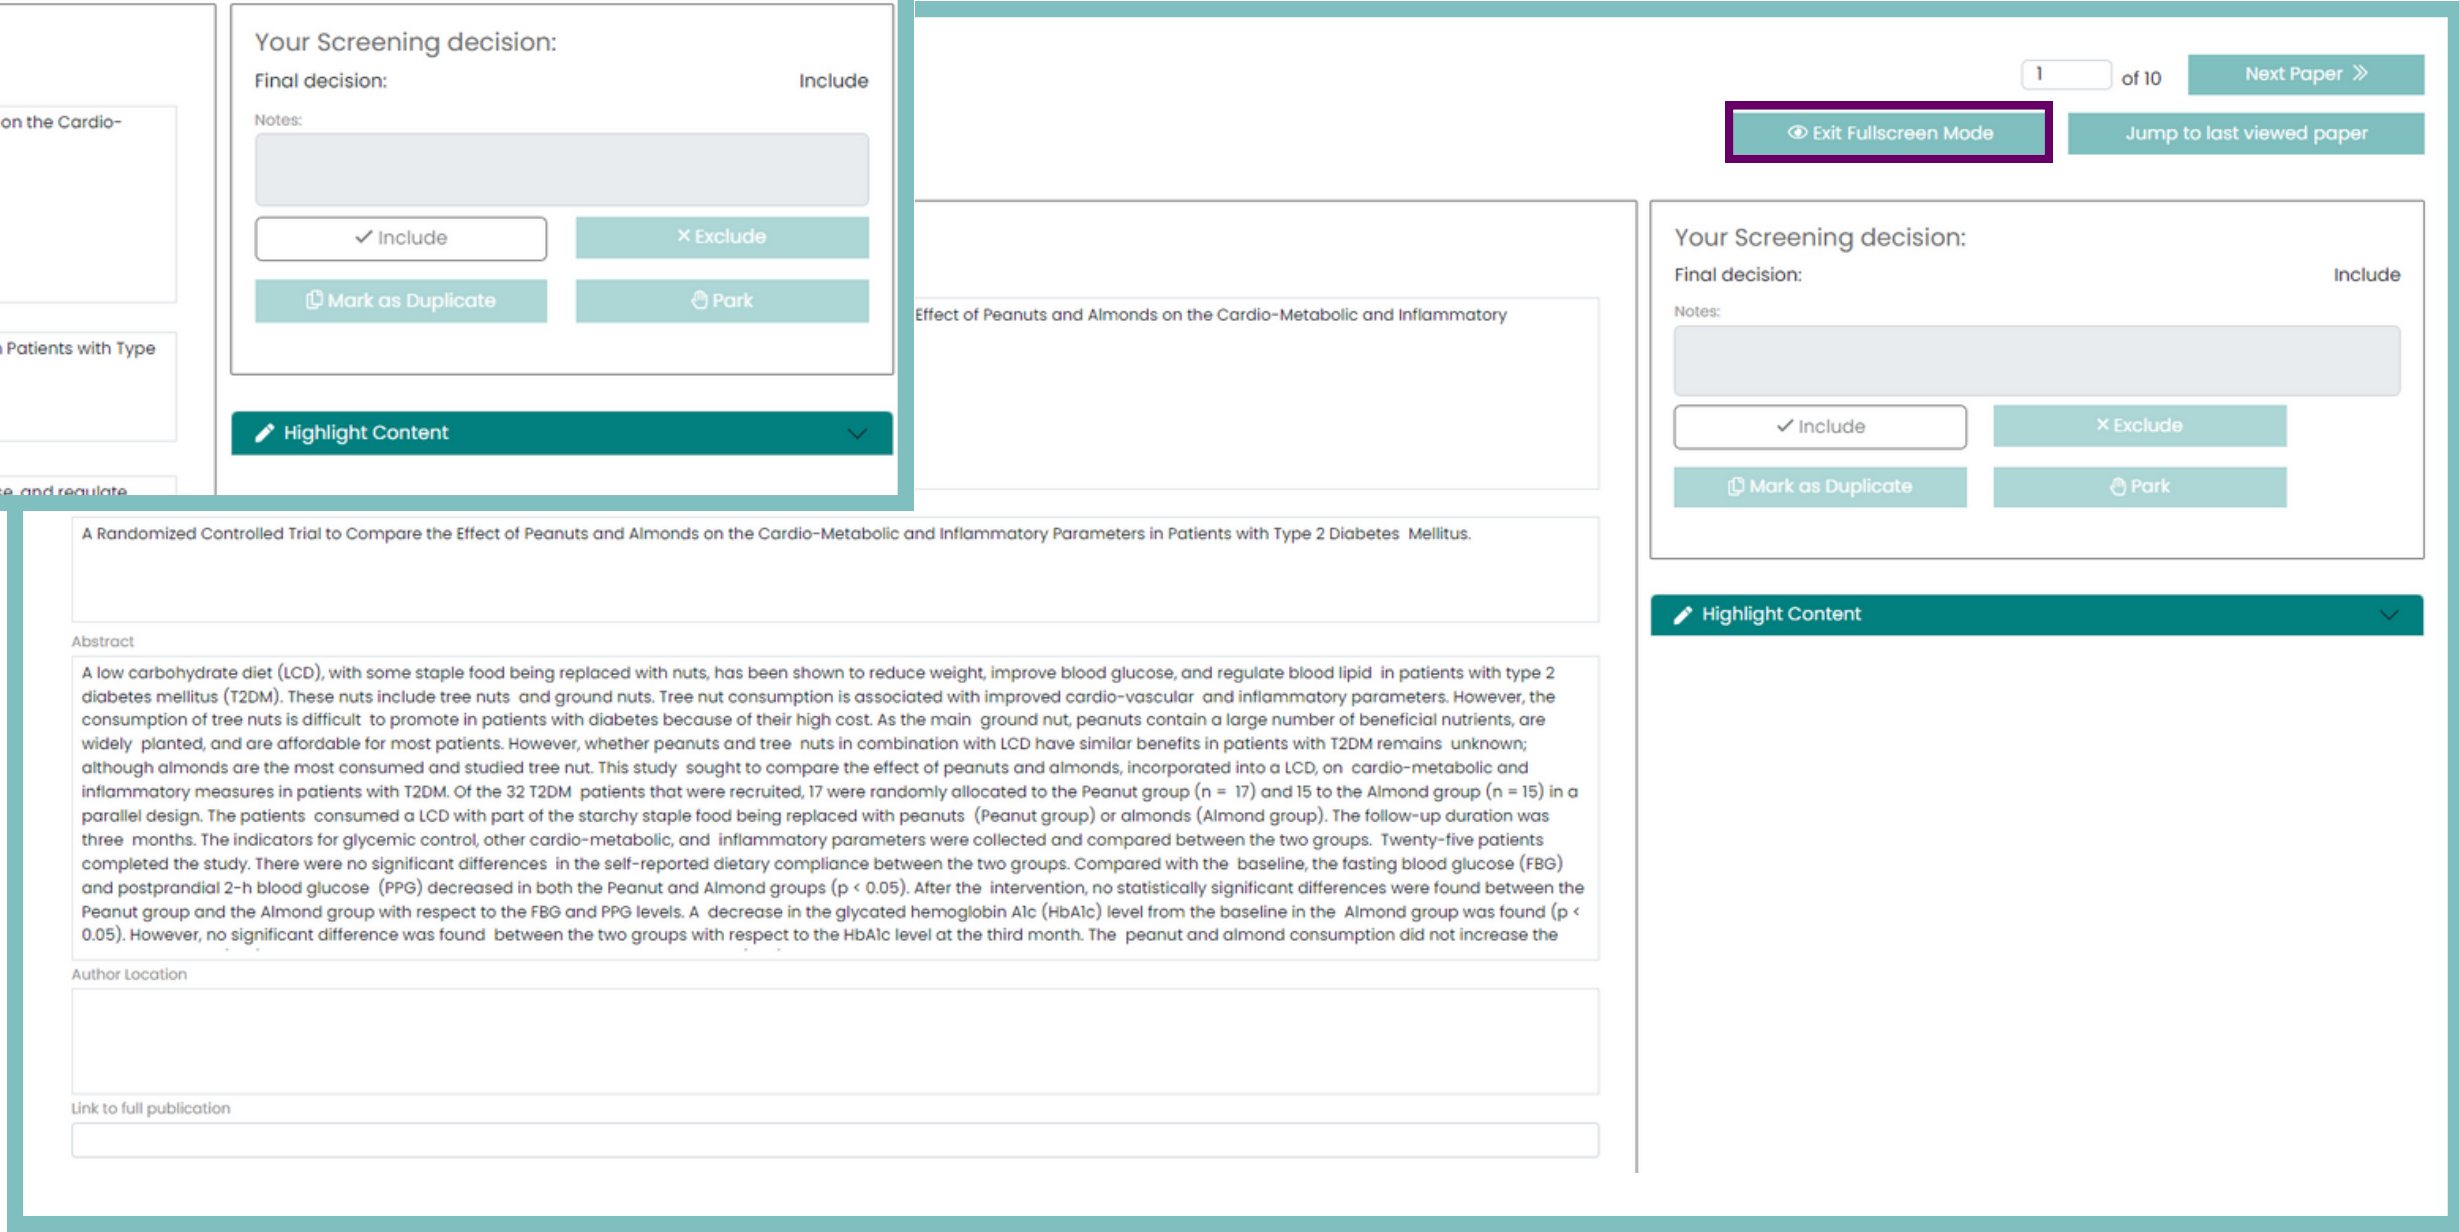 on the Cardio-
Patients with Type
and regulate
Your Screening decision:
Final decision: Include
Notes:
Include
Exclude
Mark as Duplicate
Park
Highlight Content
1 of 10
Next Paper
Exit Fullscreen Mode
Jump to last viewed paper
Effect of Peanuts and Almonds on the Cardio-Metabolic and Inflammatory
A Randomized Controlled Trial to Compare the Effect of Peanuts and Almonds on the Cardio-Metabolic and Inflammatory Parameters in Patients with Type 2 Diabetes Mellitus.
Abstract
A low carbohydrate diet (LCD), with some staple food being replaced with nuts, has been shown to reduce weight, improve blood glucose, and regulate blood lipid in patients with type 2
diabetes mellitus (T2DM). These nuts include tree nuts and ground nuts. Tree nut consumption is associated with improved cardio-vascular and inflammatory parameters. However, the
consumption of tree nuts is difficult to promote in patients with diabetes because of their high cost. As the main ground nut, peanuts contain a large number of beneficial nutrients, are
widely planted, and are affordable for most patients. However, whether peanuts and tree nuts in combination with LCD have similar benefits in patients with T2DM remains unknown;
although almonds are the most consumed and studied tree nut. This study sought to compare the effect of peanuts and almonds, incorporated into a LCD, on cardio-metabolic and
inflammatory measures in patients with T2DM. Of the 32 T2DM patients that were recruited, 17 were randomly allocated to the Peanut group (n = 17) and 15 to the Almond group (n = 15) in a
parallel design. The patients consumed a LCD with part of the starchy staple food being replaced with peanuts (Peanut group) or almonds (Almond group). The follow-up duration was
three months. The indicators for glycemic control, other cardio-metabolic, and inflammatory parameters were collected and compared between the two groups. Twenty-five patients
completed the study. There were no significant differences in the self-reported dietary compliance between the two groups. Compared with the baseline, the fasting blood glucose (FBG)
and postprandial 2-h blood glucose (PPG) decreased in both the Peanut and Almond groups (p < 0.05). After the intervention, no statistically significant differences were found between the
Peanut group and the Almond group with respect to the FBG and PPG levels. A decrease in the glycated hemoglobin A1c (HbA1c) level from the baseline in the Almond group was found (p <
0.05). However, no significant difference was found between the two groups with respect to the HbA1c level at the third month. The peanut and almond consumption did not increase the
Author Location
Link to full publication
Your Screening decision:
Final decision: Include
Notes:
Include
Exclude
Mark as Duplicate
Park
Highlight Content